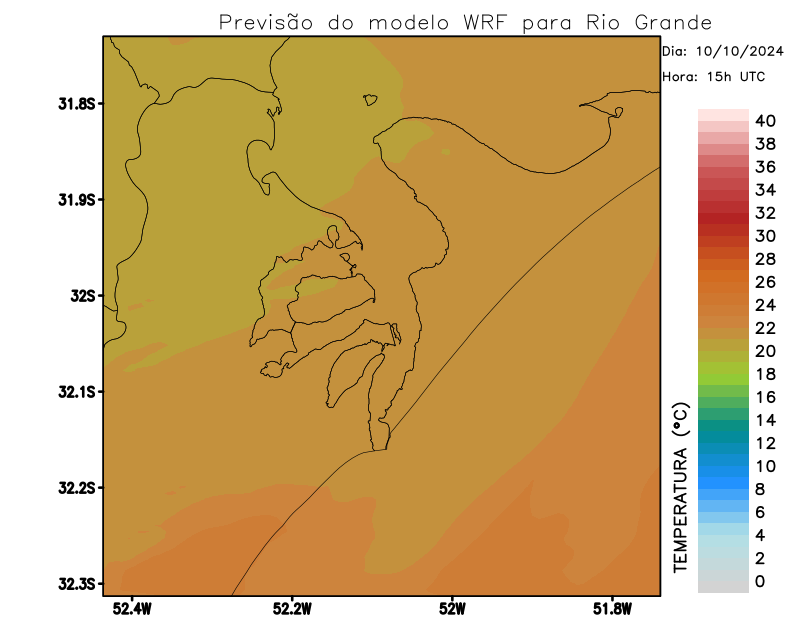 Previsão do modelo WRF para Rio Grande
Dia: 10/10/2024
Hora: 15h UTC
31.8S
31.9S
32S
32.1S
32.2S
32.3S
52.4W
52.2W
52W
51.8W
TEMPERATURA (°C)
40
38
36
34
32
30
28
26
24
22
20
18
16
14
12
10
8
6
4
2
0